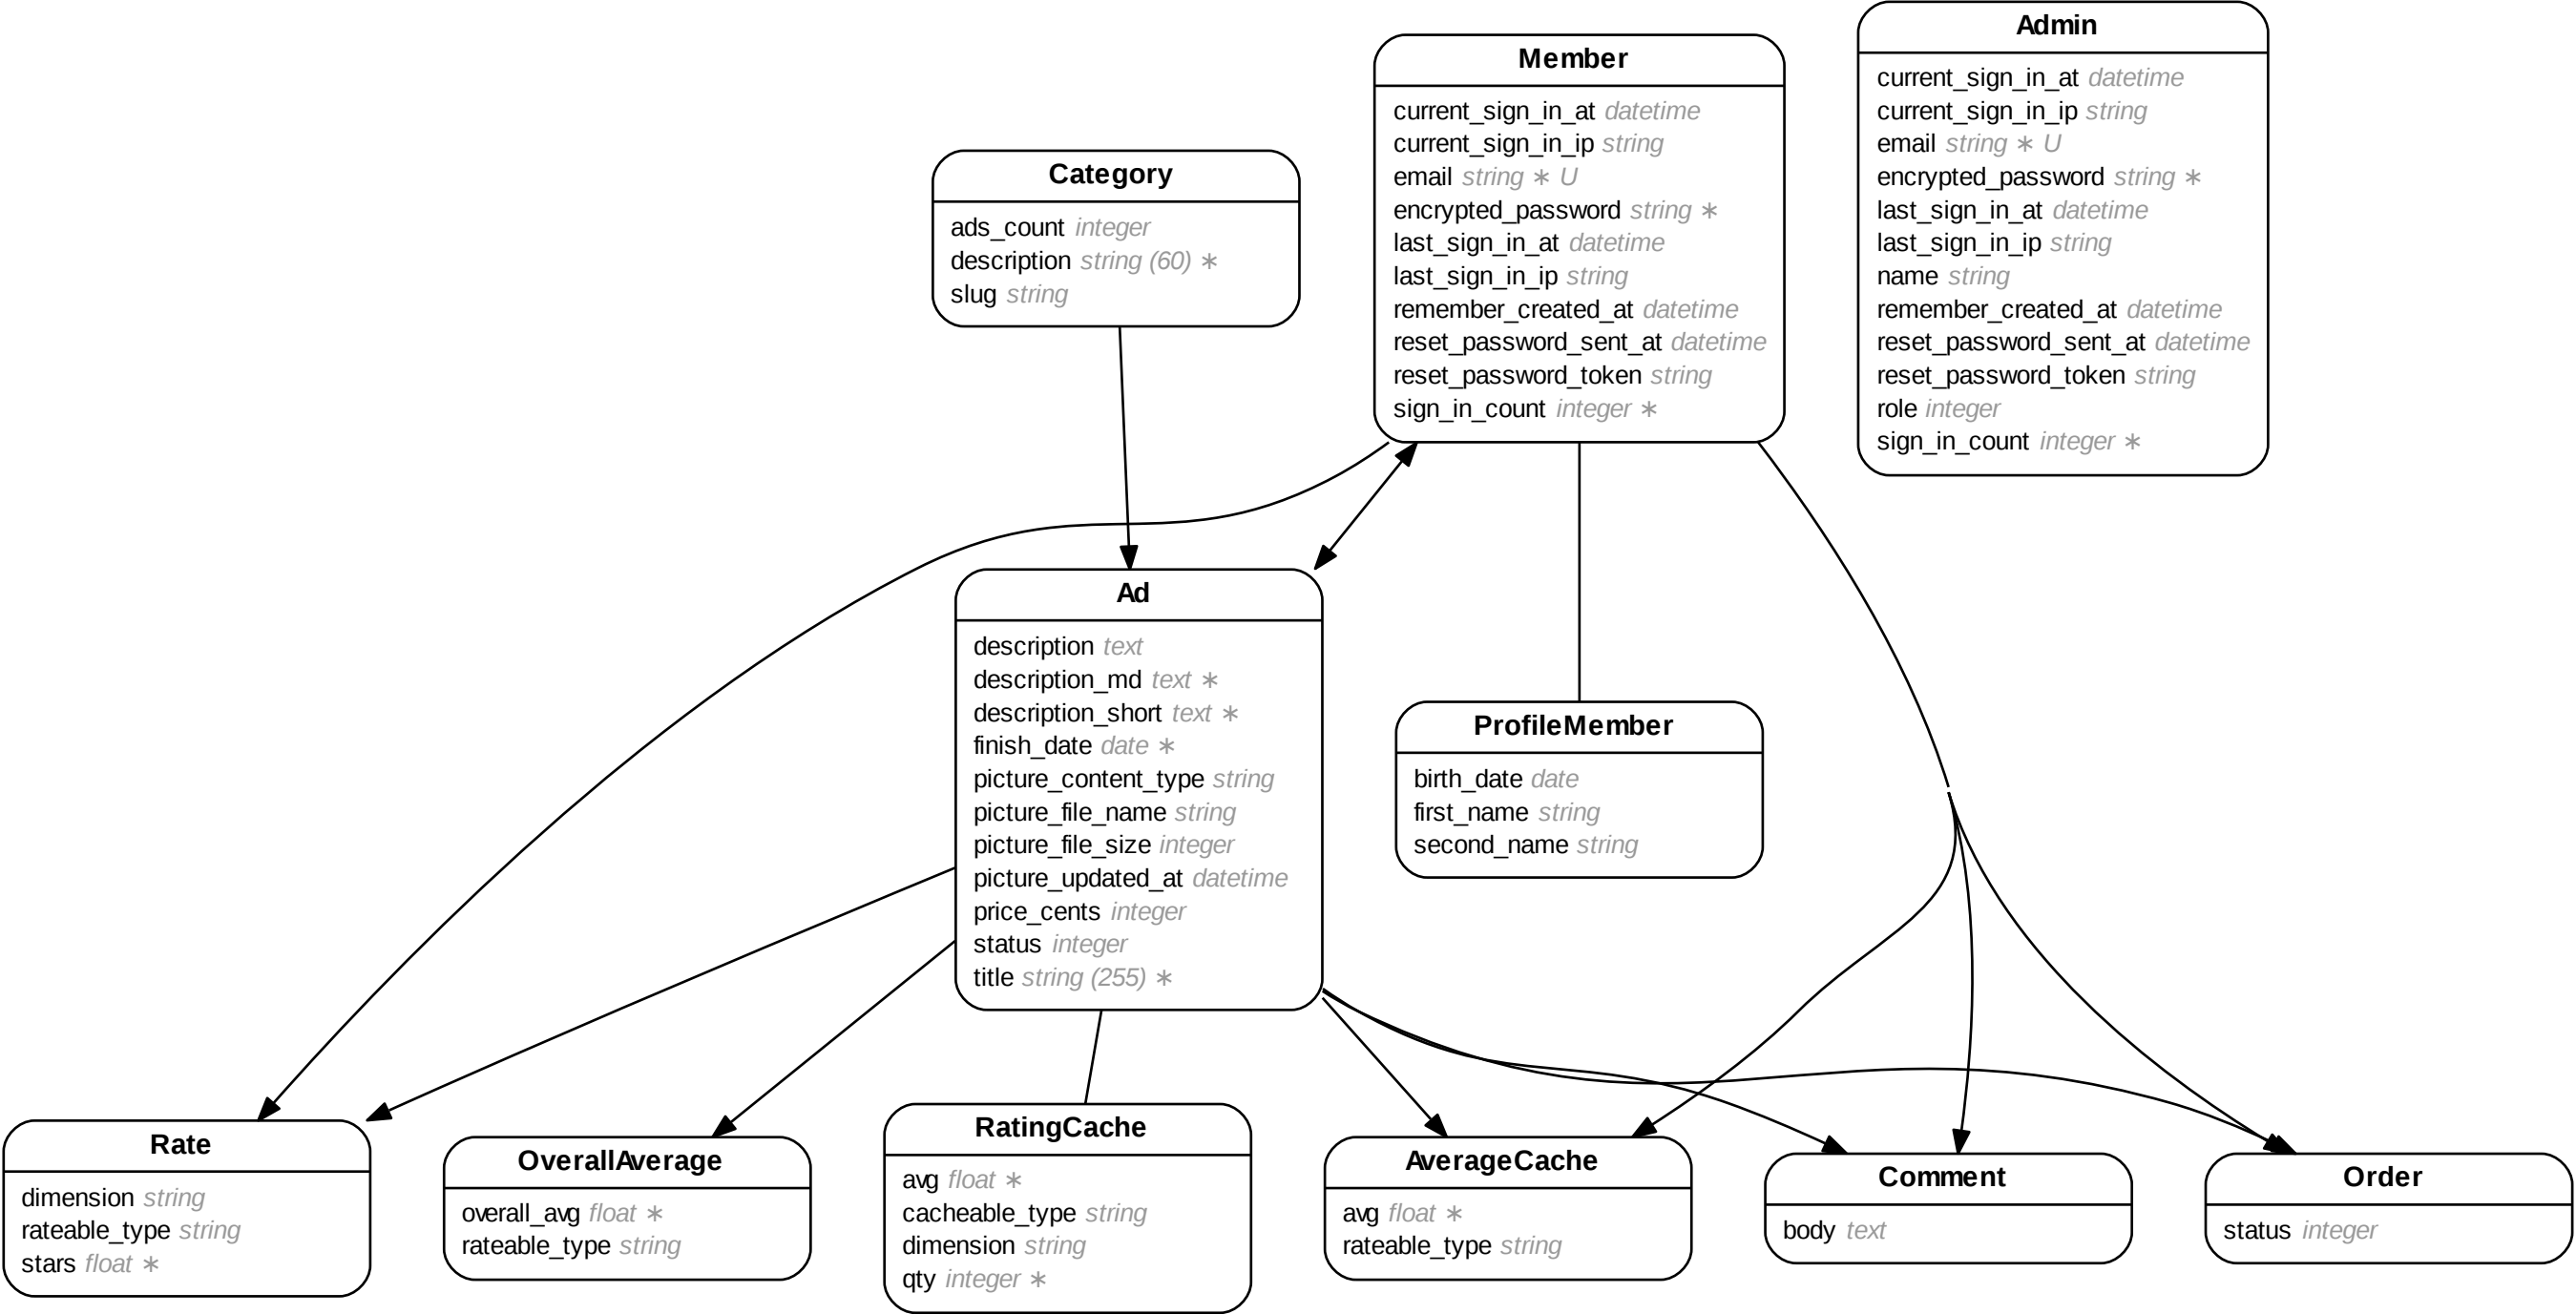 Admin
current_sign_in_at datetime
current_sign_in_ip string
email string ∗ U
encrypted_password string ∗
last_sign_in_at datetime
last_sign_in_ip string
name string
remember_created_at datetime
reset_password_sent_at datetime
reset_password_token string
role integer
sign_in_count integer ∗
Member
current_sign_in_at datetime
current_sign_in_ip string
email string ∗ U
encrypted_password string ∗
last_sign_in_at datetime
last_sign_in_ip string
remember_created_at datetime
reset_password_sent_at datetime
reset_password_token string
sign_in_count integer ∗
Category
ads_count integer
description string (60) ∗
slug string
Ad
description text
description_md text ∗
description_short text ∗
finish_date date ∗
picture_content_type string
picture_file_name string
picture_file_size integer
picture_updated_at datetime
price_cents integer
status integer
title string (255) ∗
ProfileMember
birth_date date
first_name string
second_name string
Rate
dimension string
rateable_type string
stars float ∗
OverallAverage
overall_avg float ∗
rateable_type string
RatingCache
avg float ∗
cacheable_type string
dimension string
qty integer ∗
AverageCache
avg float ∗
rateable_type string
Comment
body text
Order
status integer